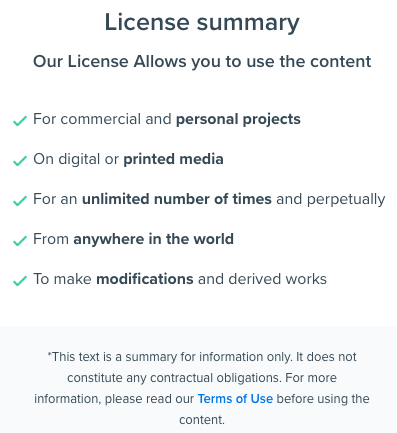 License summary
Our License Allows you to use the content
For commercial and personal projects
On digital or printed media
For an unlimited number of times and perpetually
From anywhere in the world
To make modifications and derived works
*This text is a summary for information only. It does not
constitute any contractual obligations. For more
information, please read our Terms of Use before using the
content.